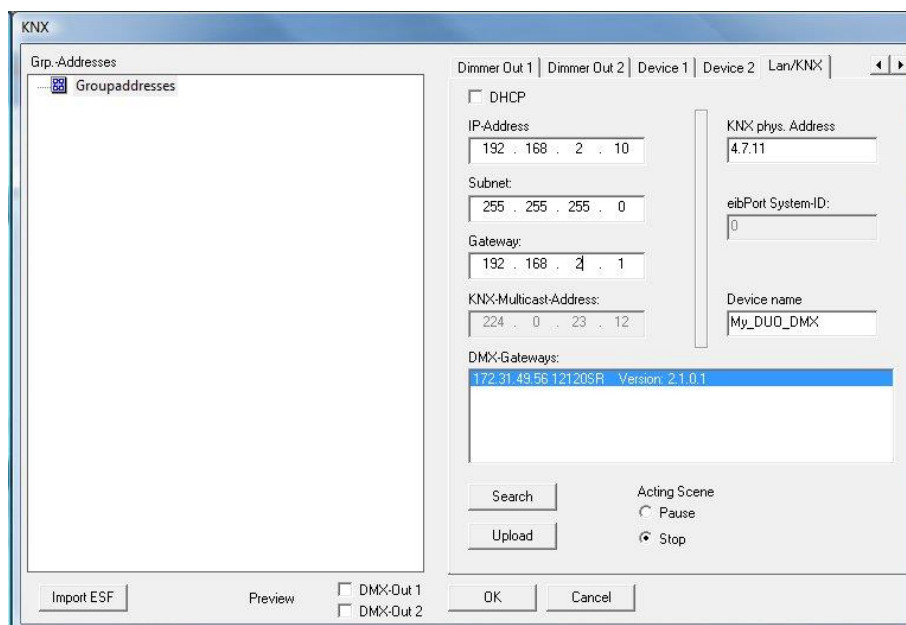 KNX
Grp.-Addresses
Groupaddresses
Dimmer Out 1 Dimmer Out 2 Device 1 Device 2 Lan/KNX
DHCP
IP-Address
192 . 168 . 2 . 10
KNX phys. Address
4.7.11
Subnet:
255 . 255 . 255 . 0
eibPort System-ID:
0
Gateway:
192 . 168 . 2 . 1
KNX-Multicast-Address:
224 . 0 . 23 . 12
Device name
My_DUO_DMX
DMX-Gateways:
172.31.49.56 12120SR Version: 2.1.0.1
Search
Acting Scene
Pause
Upload
Stop
Import ESF
Preview
DMX-Out 1
DMX-Out 2
OK
Cancel